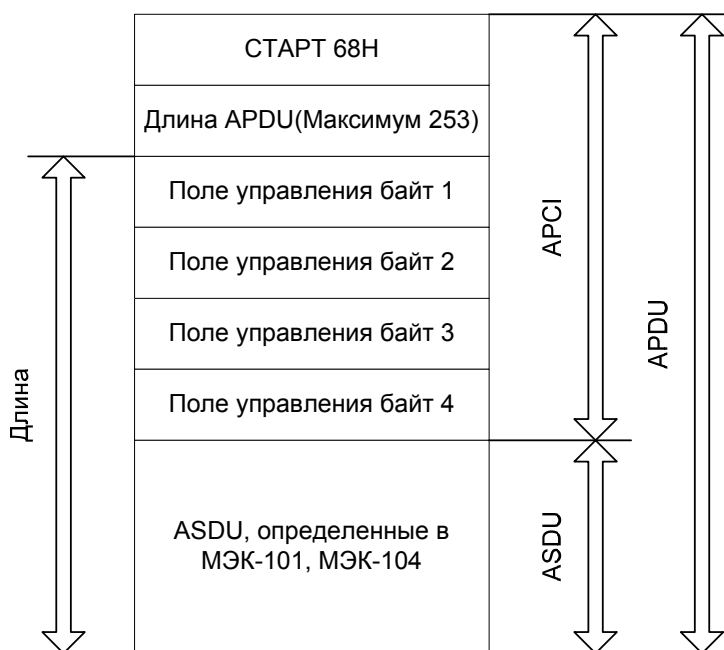 СТАРТ 68Н
Длина APDU(Максимум 253)
Поле управления байт 1
Поле управления байт 2
Поле управления байт 3
Поле управления байт 4
ASDU, определенные в
МЭК-101, МЭК-104
Длина
APCI
ASDU
APDU